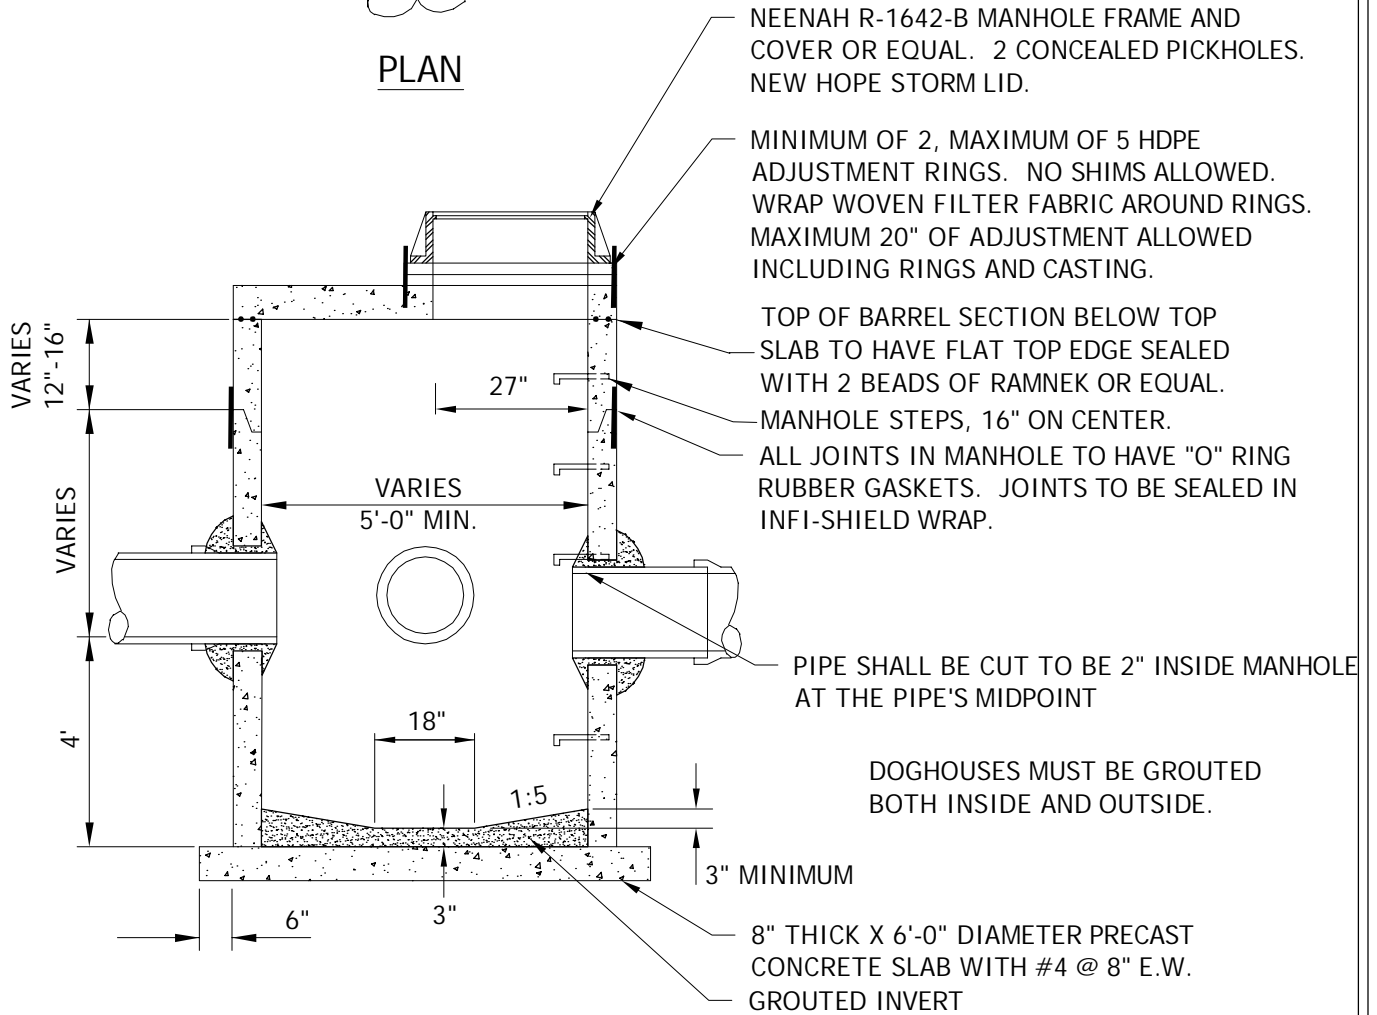 PLAN
NEENAH R-1642-B MANHOLE FRAME AND
COVER OR EQUAL. 2 CONCEALED PICKHOLES.
NEW HOPE STORM LID.
MINIMUM OF 2, MAXIMUM OF 5 HDPE
ADJUSTMENT RINGS. NO SHIMS ALLOWED.
WRAP WOVEN FILTER FABRIC AROUND RINGS.
MAXIMUM 20" OF ADJUSTMENT ALLOWED
INCLUDING RINGS AND CASTING.
TOP OF BARREL SECTION BELOW TOP
SLAB TO HAVE FLAT TOP EDGE SEALED
WITH 2 BEADS OF RAMNEK OR EQUAL.
MANHOLE STEPS, 16" ON CENTER.
ALL JOINTS IN MANHOLE TO HAVE "O" RING
RUBBER GASKETS. JOINTS TO BE SEALED IN
INFI-SHIELD WRAP.
VARIES
12"-16"
27"
VARIES
5'-0" MIN.
VARIES
PIPE SHALL BE CUT TO BE 2" INSIDE MANHOLE
AT THE PIPE'S MIDPOINT
4'
18"
1:5
DOGHOUSES MUST BE GROUTED
BOTH INSIDE AND OUTSIDE.
3" MINIMUM
6"
3"
8" THICK X 6'-0" DIAMETER PRECAST
CONCRETE SLAB WITH #4 @ 8" E.W.
GROUTED INVERT